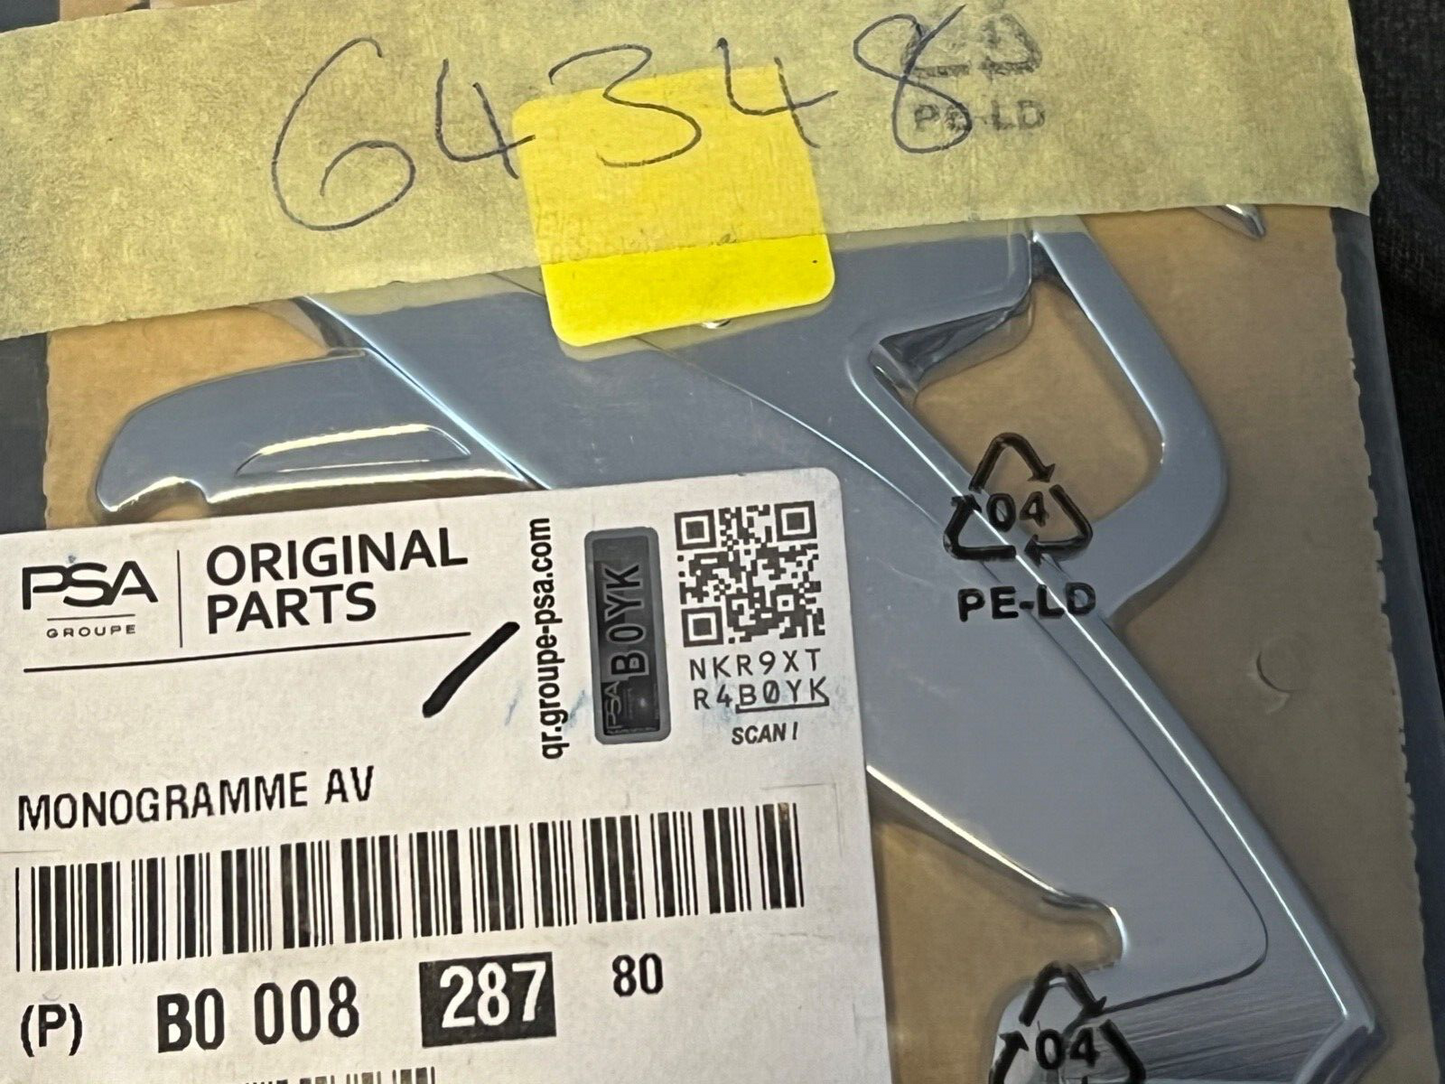 64348
PE-LD
PSA
GROUPE
ORIGINAL
PARTS
qr.groupe-psa.com
PSA B0YK
NKR9XT
R4B0YK
SCAN!
MONOGRAMME AV
(P) B0 008 287 80
04
PE-LD
04